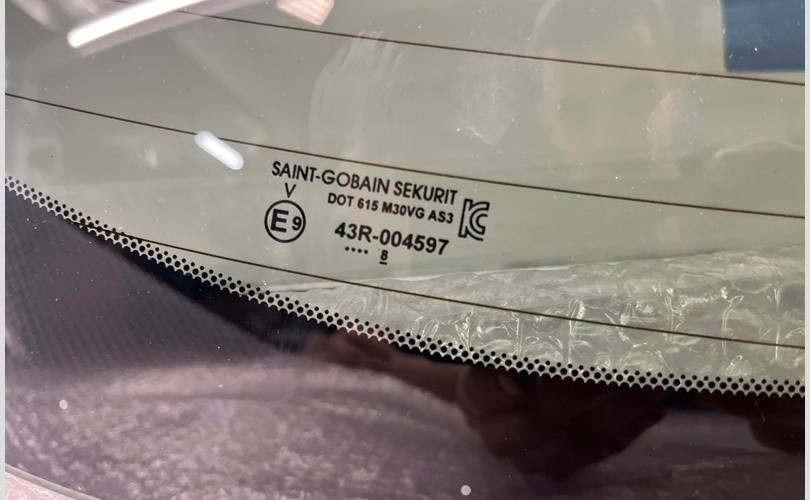 SAINT-GOBAIN SEKURIT
V
DOT 615 M30VG AS3
E9
43R-004597
.... 8